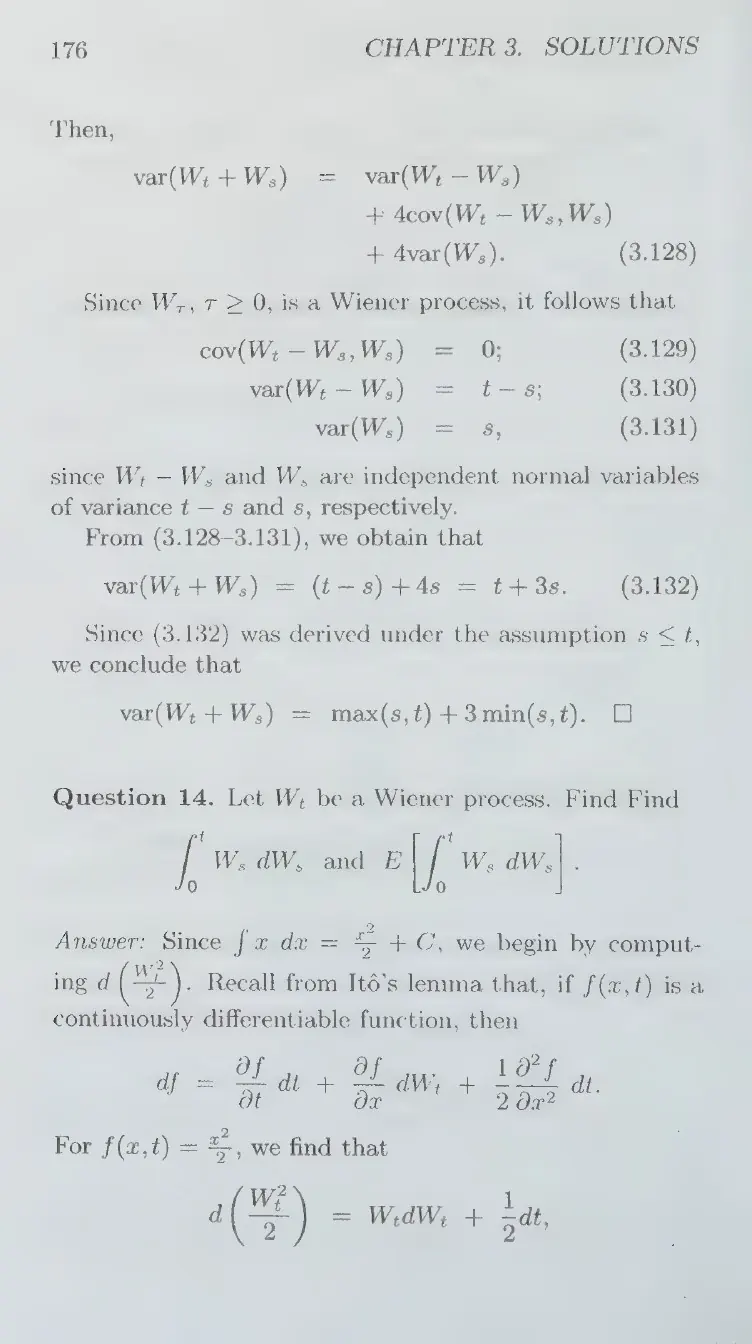 176 CHAPTER 3. SOLUTIONS
Then,
var(W_t + W_s) = var(W_t − W_s)
+ 4cov(W_t − W_s, W_s)
+ 4var(W_s). (3.128)
Since W_τ, τ ≥ 0, is a Wiener process, it follows that
cov(W_t − W_s, W_s) = 0; (3.129)
var(W_t − W_s) = t − s; (3.130)
var(W_s) = s, (3.131)
since W_t − W_s and W_s are independent normal variables
of variance t − s and s, respectively.
From (3.128–3.131), we obtain that
var(W_t + W_s) = (t − s) + 4s = t + 3s. (3.132)
Since (3.132) was derived under the assumption s ≤ t,
we conclude that
var(W_t + W_s) = max(s, t) + 3 min(s, t). □
Question 14. Let W_t be a Wiener process. Find Find
∫_0^t W_s dW_s and E[∫_0^t W_s dW_s].
Answer: Since ∫ x dx = x^2/2 + C, we begin by comput-
ing d(W_t^2/2). Recall from Itô's lemma that, if f(x,t) is a
continuously differentiable function, then
df = ∂f/∂t dt + ∂f/∂x dW_t + 1/2 ∂^2f/∂x^2 dt.
For f(x,t) = x^2/2, we find that
d(W_t^2/2) = W_t dW_t + 1/2 dt,